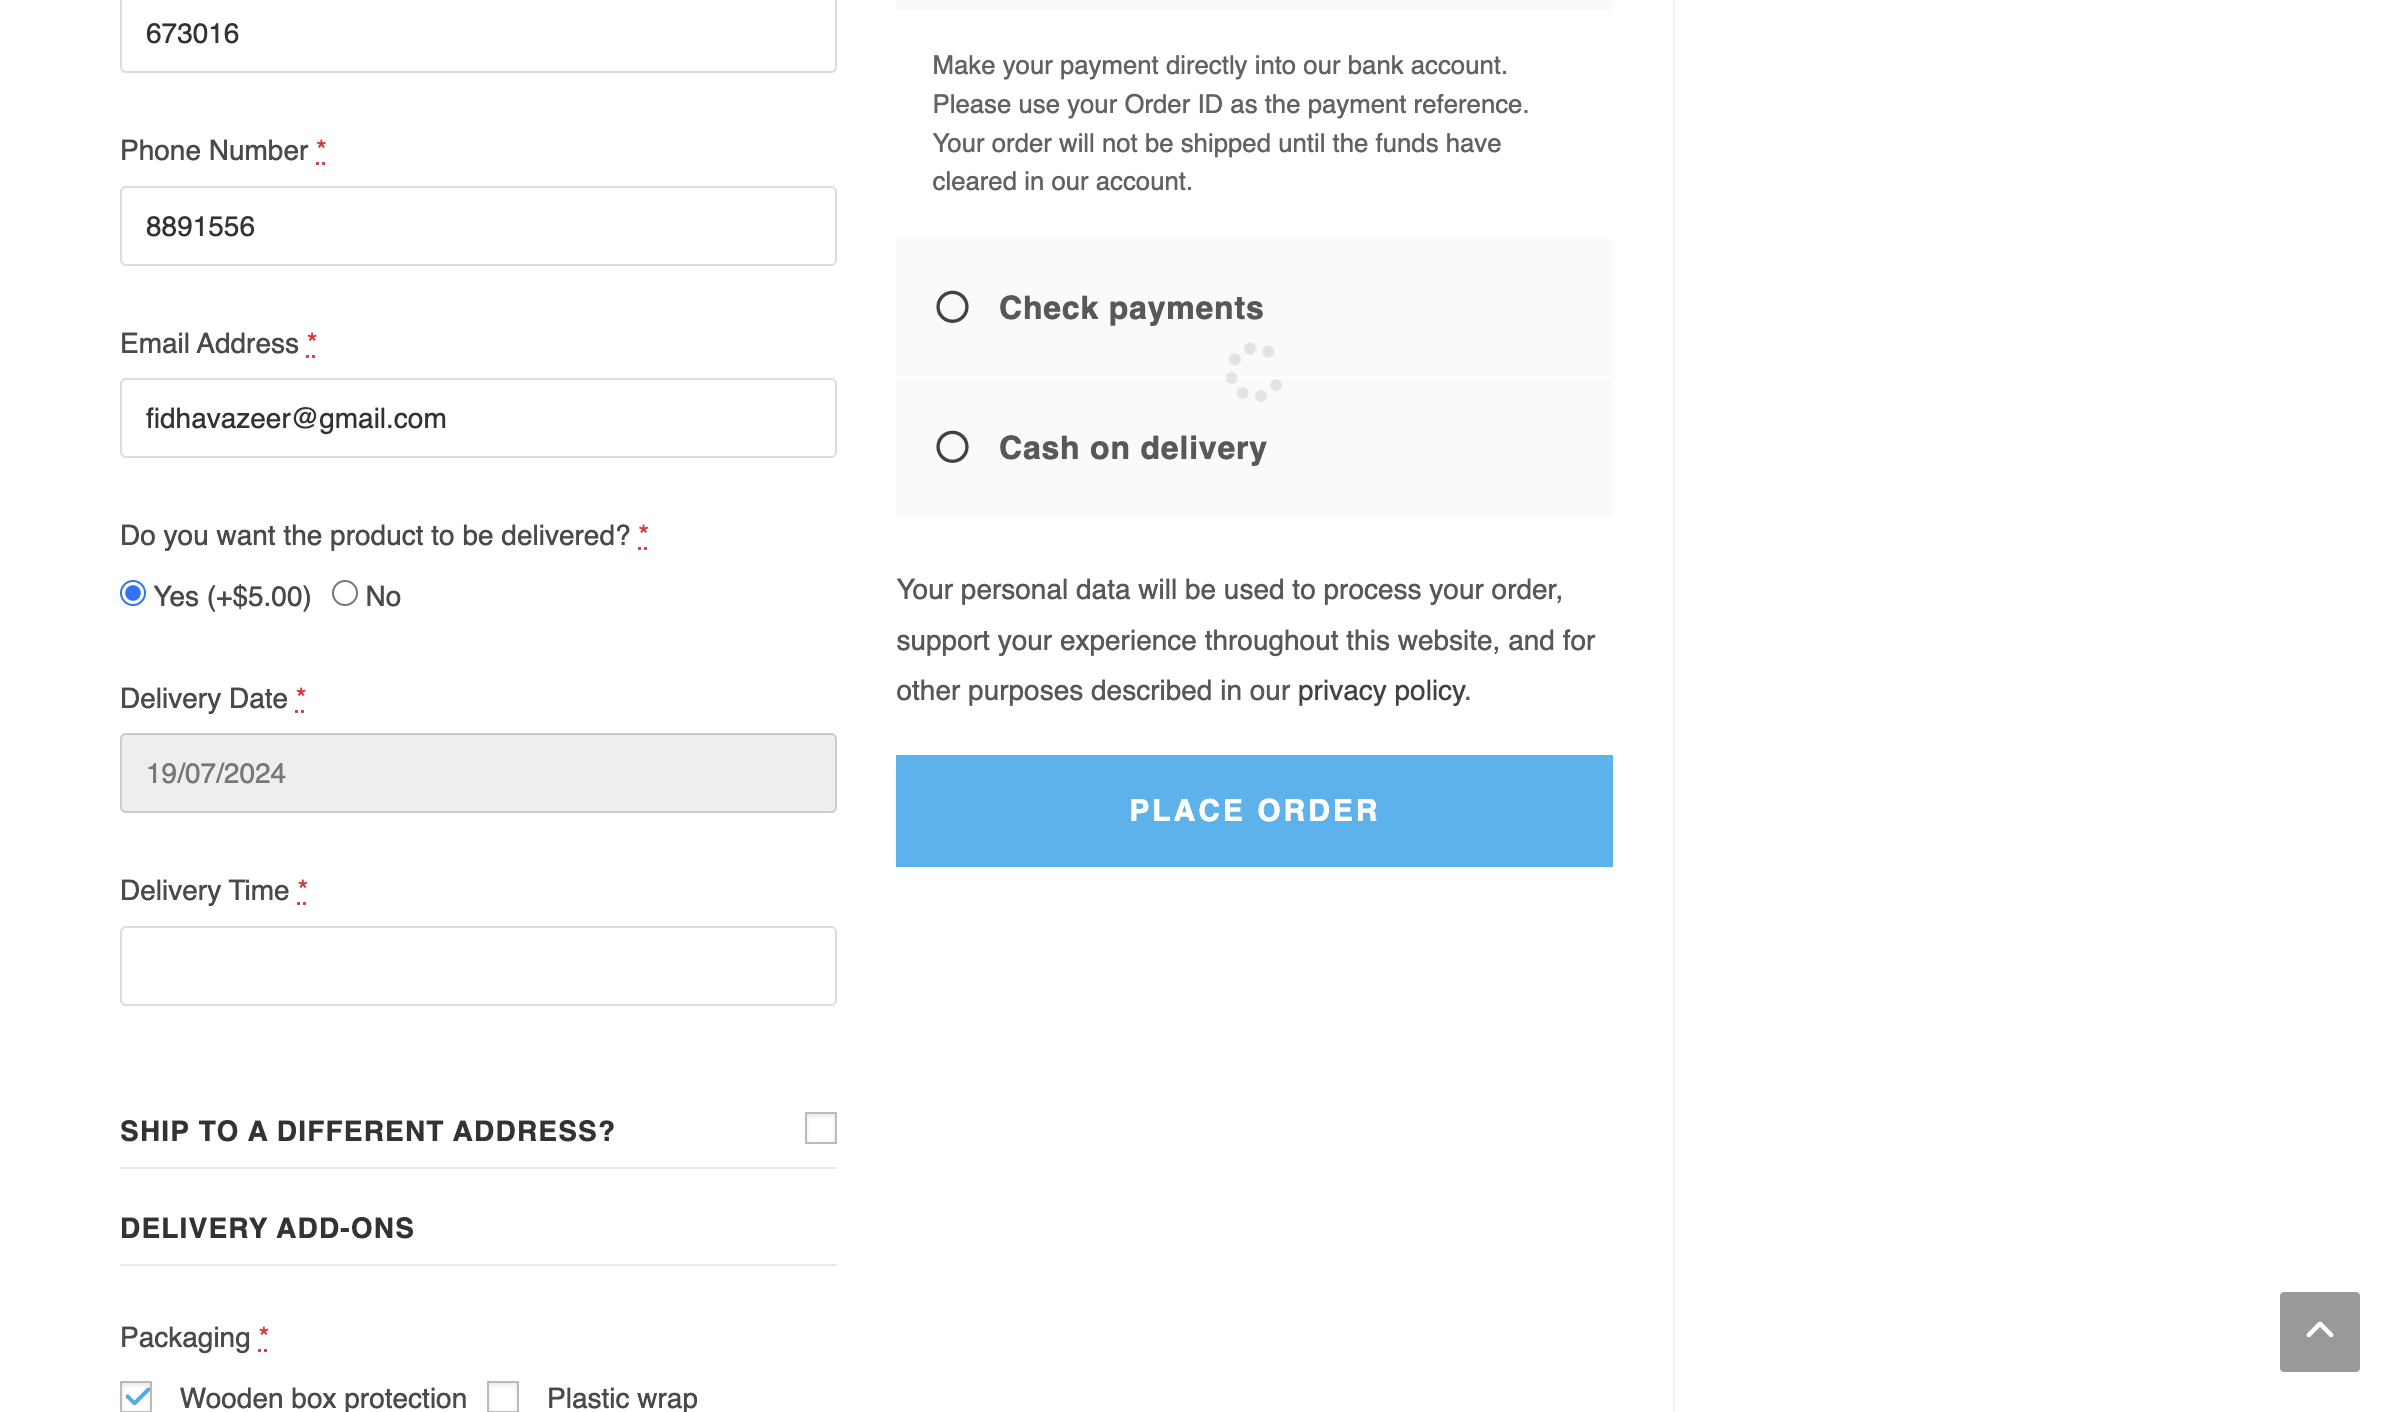 673016
Phone Number *
8891556
Email Address *
fidhavazeer@gmail.com
Do you want the product to be delivered? *
Yes (+$5.00) No
Delivery Date *
19/07/2024
Delivery Time *
SHIP TO A DIFFERENT ADDRESS?
DELIVERY ADD-ONS
Packaging *
Wooden box protection Plastic wrap
Make your payment directly into our bank account.
Please use your Order ID as the payment reference.
Your order will not be shipped until the funds have
cleared in our account.
Check payments
Cash on delivery
Your personal data will be used to process your order,
support your experience throughout this website, and for
other purposes described in our privacy policy.
PLACE ORDER